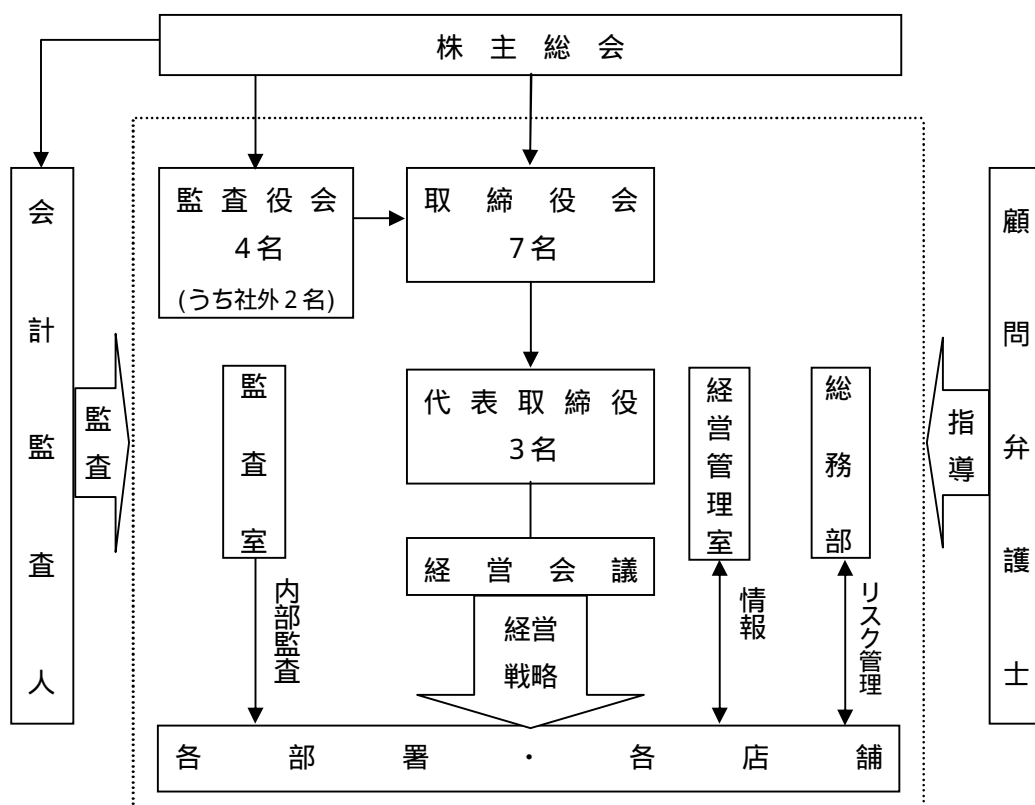 株主総会
監査役会
4名
(うち社外2名)
取締役会
7名
会計監査人
監査
監査室
代表取締役
3名
経営管理室
総務部
指導
顧問弁護士
経営会議
内部監査
経営
戦略
情報
リスク管理
各部署・各店舗